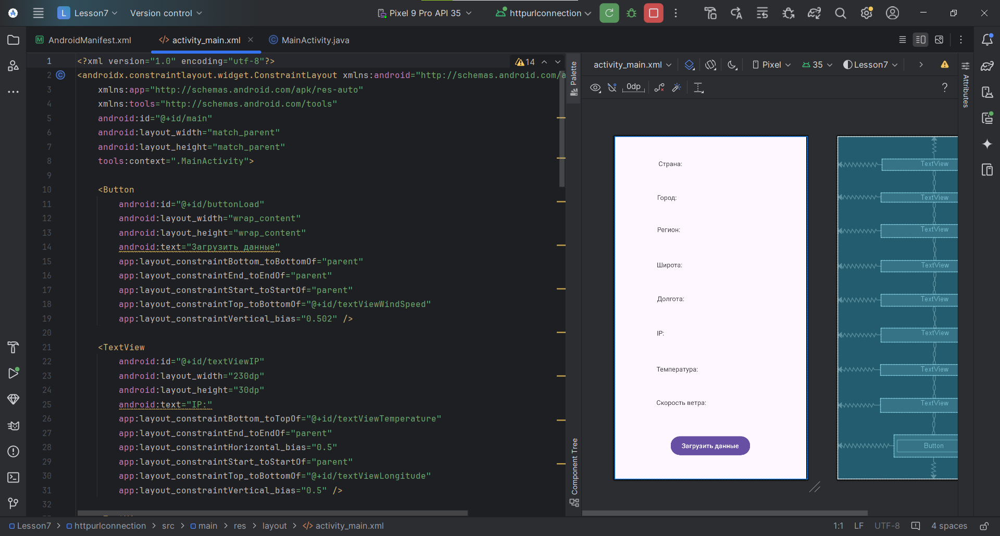 L Lesson7 Version control Pixel 9 Pro API 35 httpurlconnection
AndroidManifest.xml activity_main.xml MainActivity.java
1 <?xml version="1.0" encoding="utf-8"?>
14
2 <androidx.constraintlayout.widget.ConstraintLayout xmlns:android="http://schemas.android.com/a
3 xmlns:app="http://schemas.android.com/apk/res-auto"
4 xmlns:tools="http://schemas.android.com/tools"
5 android:id="@+id/main"
6 android:layout_width="match_parent"
7 android:layout_height="match_parent"
8 tools:context=".MainActivity">
9
10 <Button
11 android:id="@+id/buttonLoad"
12 android:layout_width="wrap_content"
13 android:layout_height="wrap_content"
14 android:text="Загрузить данные"
15 app:layout_constraintBottom_toBottomOf="parent"
16 app:layout_constraintEnd_toEndOf="parent"
17 app:layout_constraintStart_toStartOf="parent"
18 app:layout_constraintTop_toBottomOf="@+id/textViewWindSpeed"
19 app:layout_constraintVertical_bias="0.502" />
20
21 <TextView
22 android:id="@+id/textViewIP"
23 android:layout_width="230dp"
24 android:layout_height="30dp"
25 android:text="IP:"
26 app:layout_constraintBottom_toTopOf="@+id/textViewTemperature"
27 app:layout_constraintEnd_toEndOf="parent"
28 app:layout_constraintHorizontal_bias="0.5"
29 app:layout_constraintStart_toStartOf="parent"
30 app:layout_constraintTop_toBottomOf="@+id/textViewLongitude"
31 app:layout_constraintVertical_bias="0.5" />
32
Palette
Component Tree
activity_main.xml Pixel 35 Lesson7
0dp
Attributes
Страна:
Город:
Регион:
Широта:
Долгота:
IP:
Температура:
Скорость ветра:
Загрузить данные
TextView
TextView
TextView
TextView
TextView
TextView
TextView
TextView
Button
Lesson7 > httpurlconnection > src > main > res > layout > activity_main.xml
1:1 LF UTF-8 4 spaces